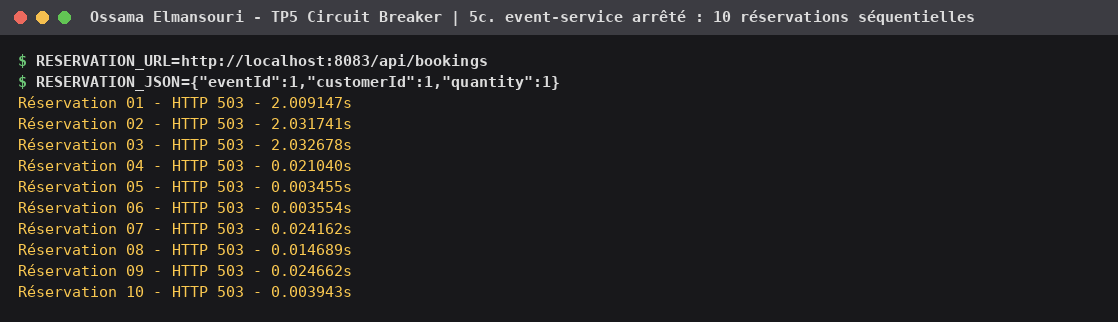 Ossama Elmansouri - TP5 Circuit Breaker | 5c. event-service arrêté : 10 réservations séquentielles
$ RESERVATION_URL=http://localhost:8083/api/bookings
$ RESERVATION_JSON={"eventId":1,"customerId":1,"quantity":1}
Réservation 01 - HTTP 503 - 2.009147s
Réservation 02 - HTTP 503 - 2.031741s
Réservation 03 - HTTP 503 - 2.032678s
Réservation 04 - HTTP 503 - 0.021040s
Réservation 05 - HTTP 503 - 0.003455s
Réservation 06 - HTTP 503 - 0.003554s
Réservation 07 - HTTP 503 - 0.024162s
Réservation 08 - HTTP 503 - 0.014689s
Réservation 09 - HTTP 503 - 0.024662s
Réservation 10 - HTTP 503 - 0.003943s